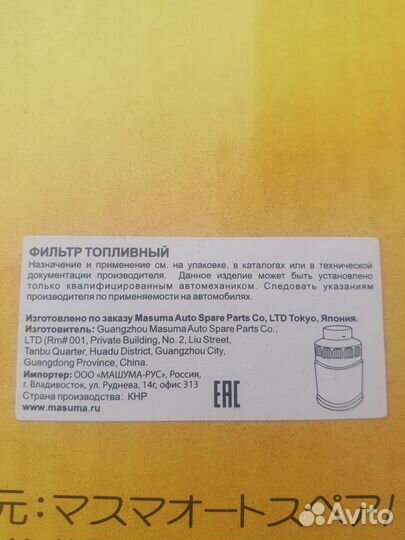 ФИЛЬТР ТОПЛИВНЫЙ
Назначение и применение см. на упаковке, в каталогах или в технической
документации производителя. Данное изделие может быть установлено
только квалифицированным автомехаником. Следовать указаниям
производителя по применяемости на автомобилях.
Изготовлено по заказу Masuma Auto Spare Parts Co, LTD Tokyo, Япония.
Изготовитель: Guangzhou Masuma Auto Spare Parts Co.,
LTD (Rm# 001, Private Building, No. 2, Liu Street,
Tanbu Quarter, Huadu District, Guangzhou City,
Guangdong Province, China.
Импортер: ООО «МАШУМА-РУС», Россия,
г. Владивосток, ул. Руднева, 14г, офис 313
Страна производства: КНР
www.masuma.ru
EAC
元:マスマオートスペア
Avito